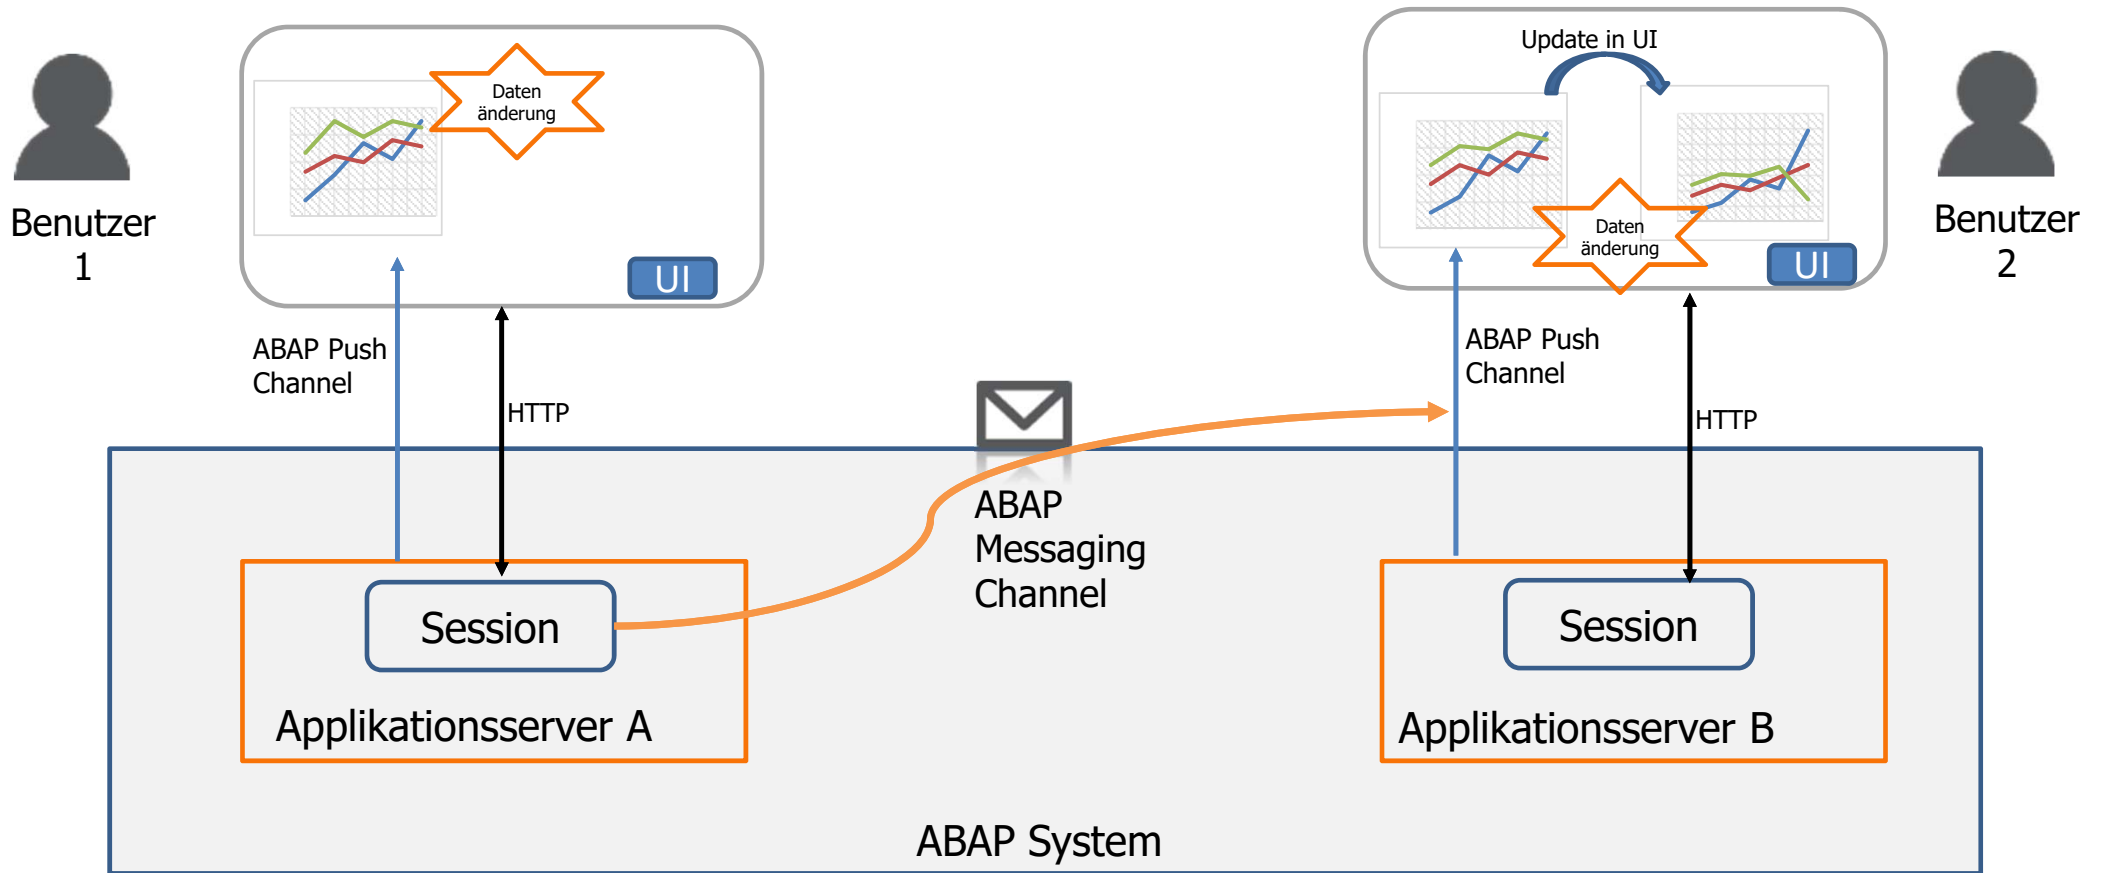 Update in UI
Daten
änderung
Benutzer
1
UI
Daten
änderung
UI
Benutzer
2
ABAP Push
Channel
HTTP
ABAP Push
Channel
HTTP
ABAP
Messaging
Channel
Session
Applikationsserver A
Session
Applikationsserver B
ABAP System